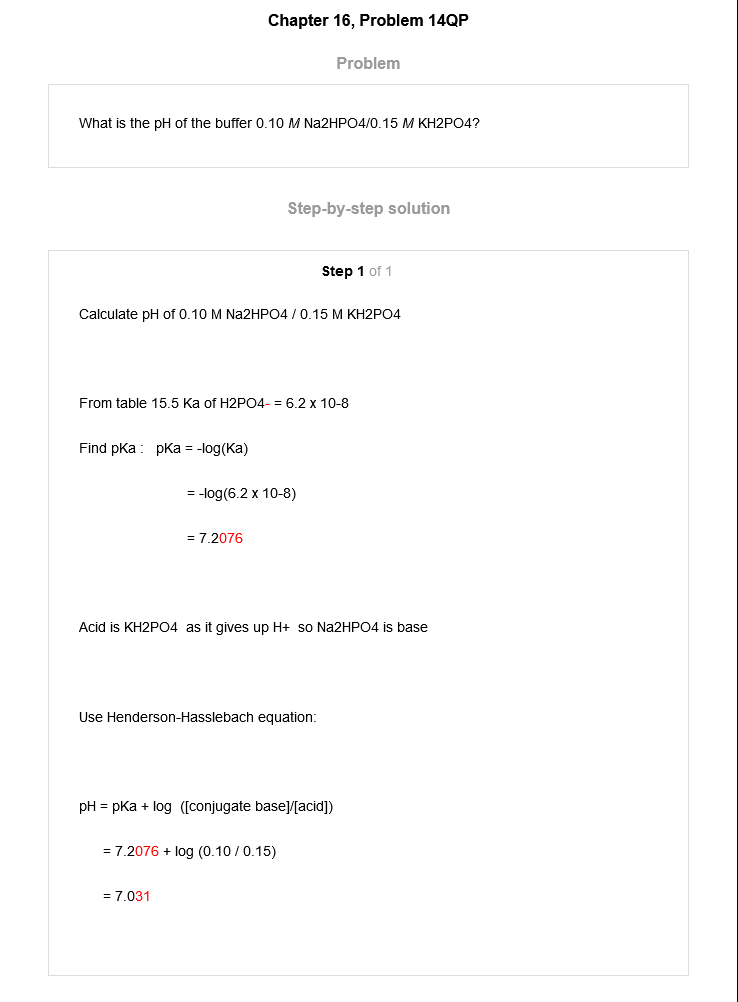 Chapter 16, Problem 14QP
Problem
What is the pH of the buffer 0.10 M Na2HPO4/0.15 M KH2PO4?
Step-by-step solution
Step 1 of 1
Calculate pH of 0.10 M Na2HPO4 / 0.15 M KH2PO4
From table 15.5 Ka of H2PO4- = 6.2 x 10-8
Find pKa :   pKa = -log(Ka)
= -log(6.2 x 10-8)
= 7.2076
Acid is KH2PO4  as it gives up H+  so Na2HPO4 is base
Use Henderson-Hasslebach equation:
pH = pKa + log  ([conjugate base]/[acid])
= 7.2076 + log (0.10 / 0.15)
= 7.031